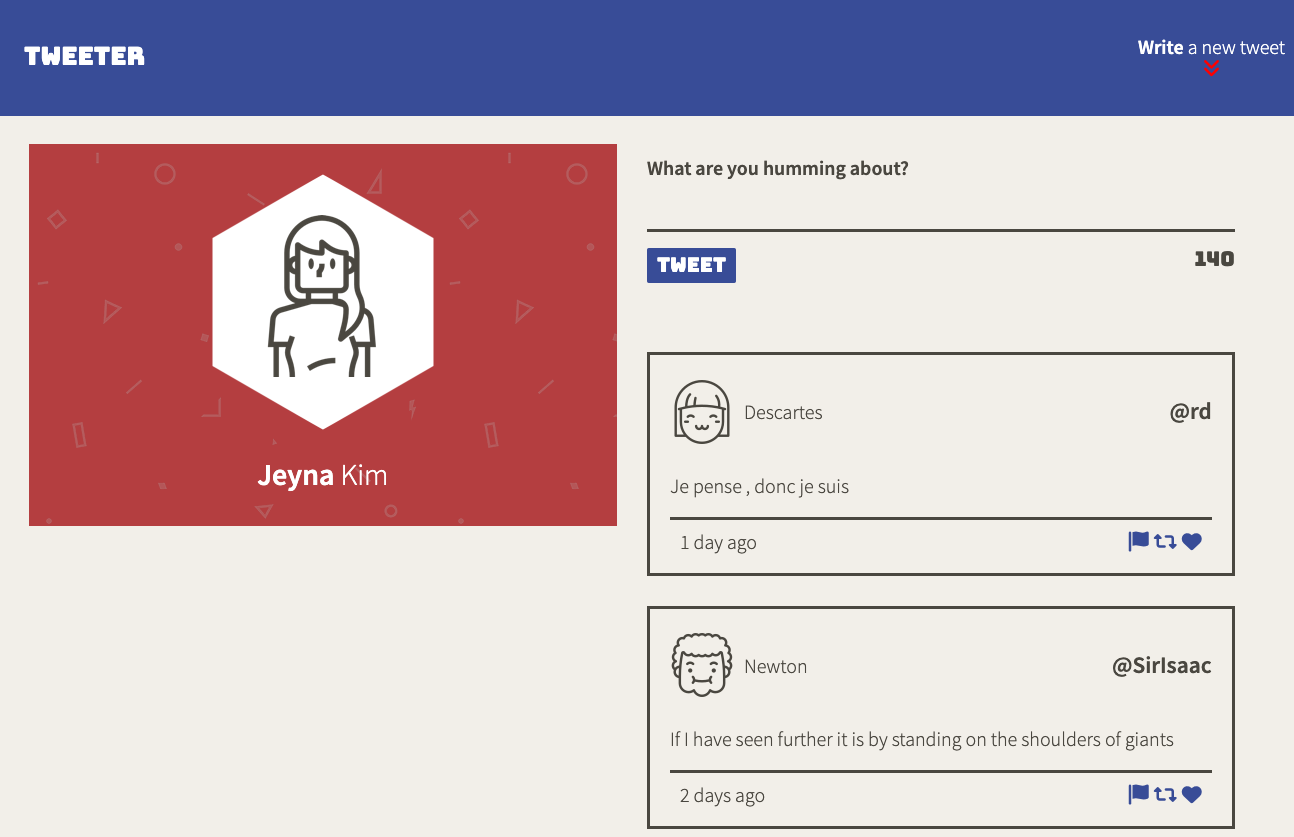 TWEETER
Write a new tweet
Jeyna Kim
What are you humming about?
TWEET
140
Descartes
@rd
Je pense , donc je suis
1 day ago
Newton
@SirIsaac
If I have seen further it is by standing on the shoulders of giants
2 days ago